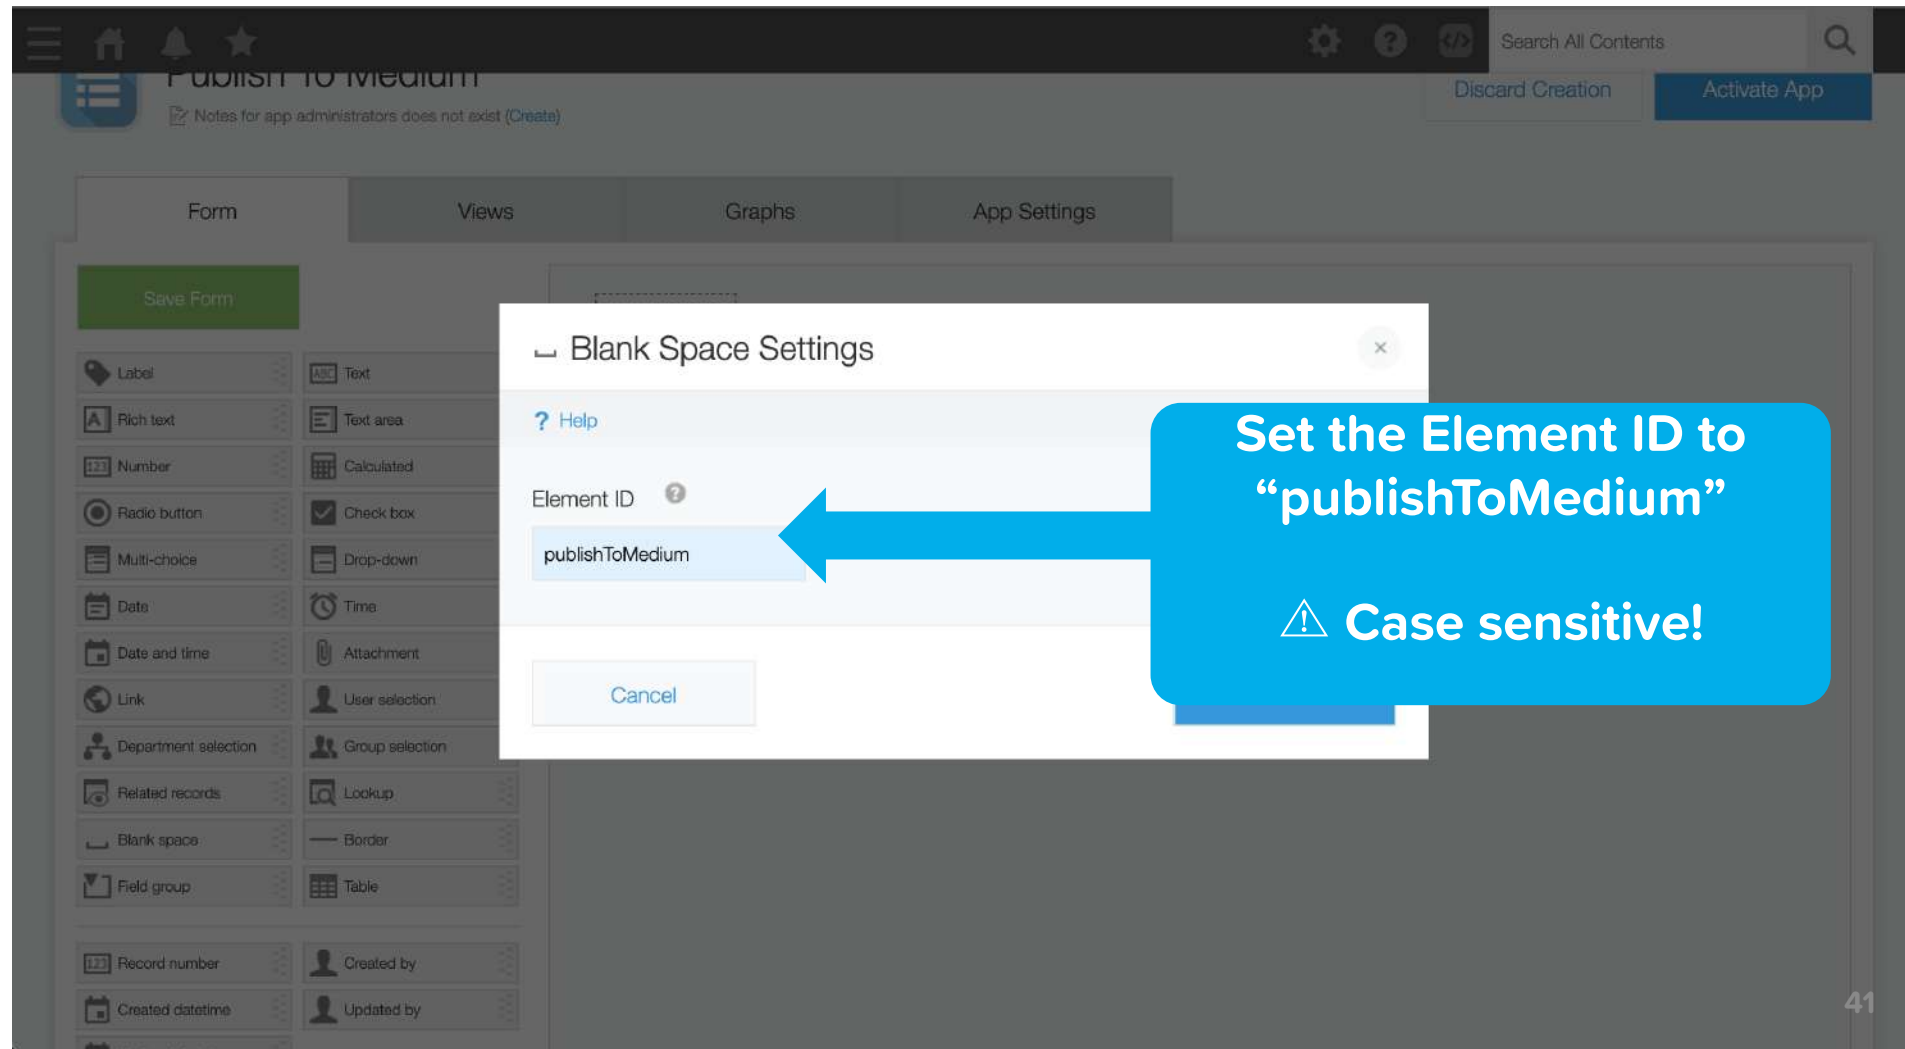 Search All Contents
Publish To Medium
Notes for app administrators does not exist (Create)
Discard Creation
Activate App
Form
Views
Graphs
App Settings
Save Form
Label
ABC Text
A Rich text
Text area
123 Number
Calculated
Radio button
Check box
Multi-choice
Drop-down
Date
Time
Date and time
Attachment
Link
User selection
Department selection
Group selection
Related records
Lookup
Blank space
Border
Field group
Table
123 Record number
Created by
Created datetime
Updated by
Blank Space Settings
×
? Help
Element ID ?
publishToMedium
Cancel
Set the Element ID to
“publishToMedium”
⚠ Case sensitive!
41